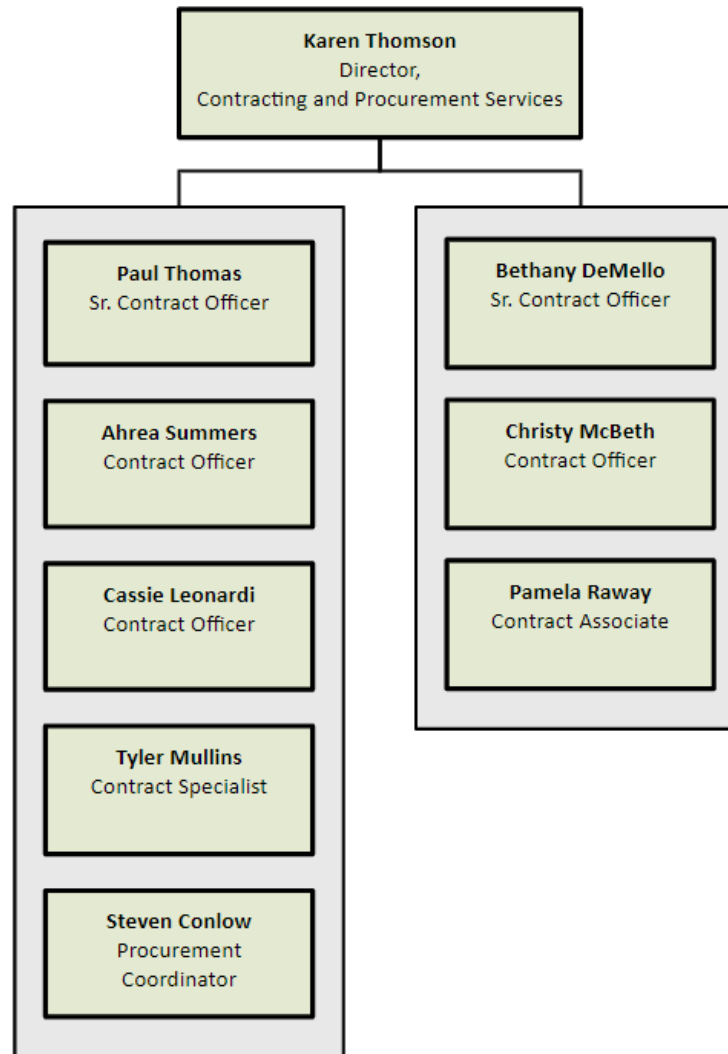 Karen Thomson
Director,
Contracting and Procurement Services
Paul Thomas
Sr. Contract Officer
Ahrea Summers
Contract Officer
Cassie Leonardi
Contract Officer
Tyler Mullins
Contract Specialist
Steven Conlow
Procurement
Coordinator
Bethany DeMello
Sr. Contract Officer
Christy McBeth
Contract Officer
Pamela Raway
Contract Associate